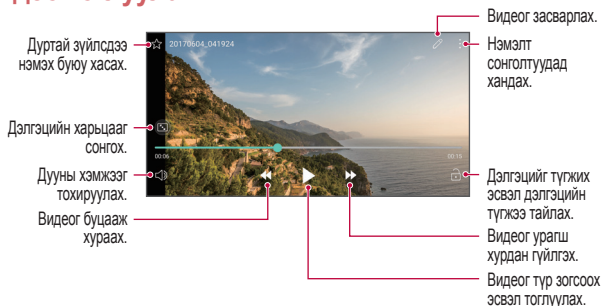 Видеог засварлах.
Дуртай зүйлсдээ
нэмэх буюу хасах.
20170604_041924
Нэмэлт
сонголтуудад
хандах.
Дэлгэцийн харьцааг
сонгох.
00:06
00:15
Дууны хэмжээг
тохируулах.
Дэлгэцийг түгжих
эсвэл дэлгэцийн
түгжээ тайлах.
Видеог буцааж
хураах.
Видеог урагш
хурдан гүйлгэх.
Видеог түр зогсоох
эсвэл тоглуулах.